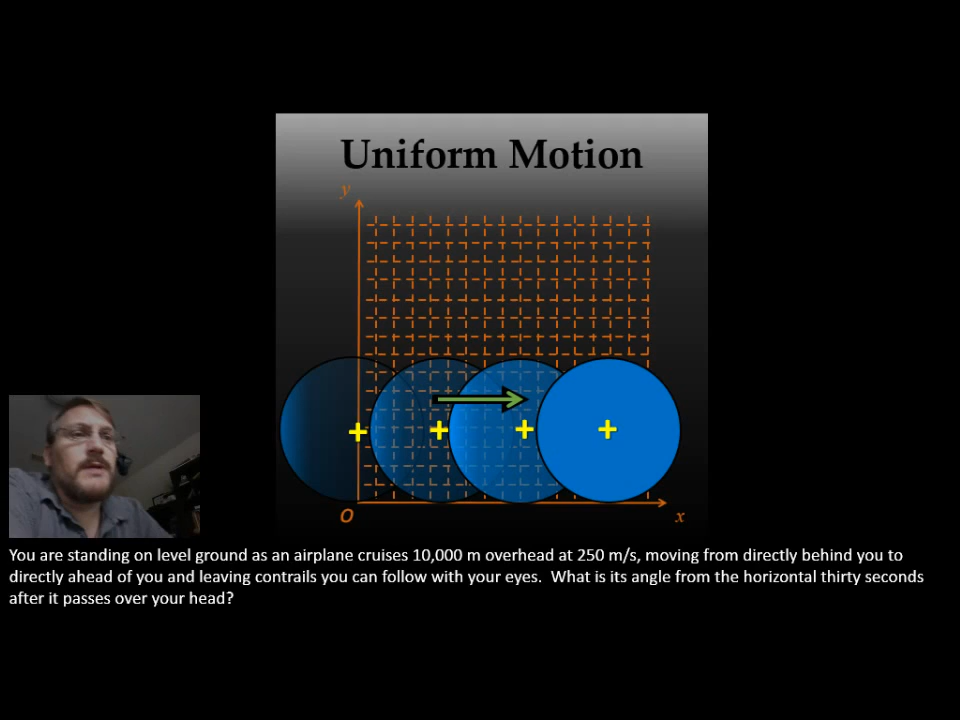 Uniform Motion
y
O
x
You are standing on level ground as an airplane cruises 10,000 m overhead at 250 m/s, moving from directly behind you to
directly ahead of you and leaving contrails you can follow with your eyes.  What is its angle from the horizontal thirty seconds
after it passes over your head?